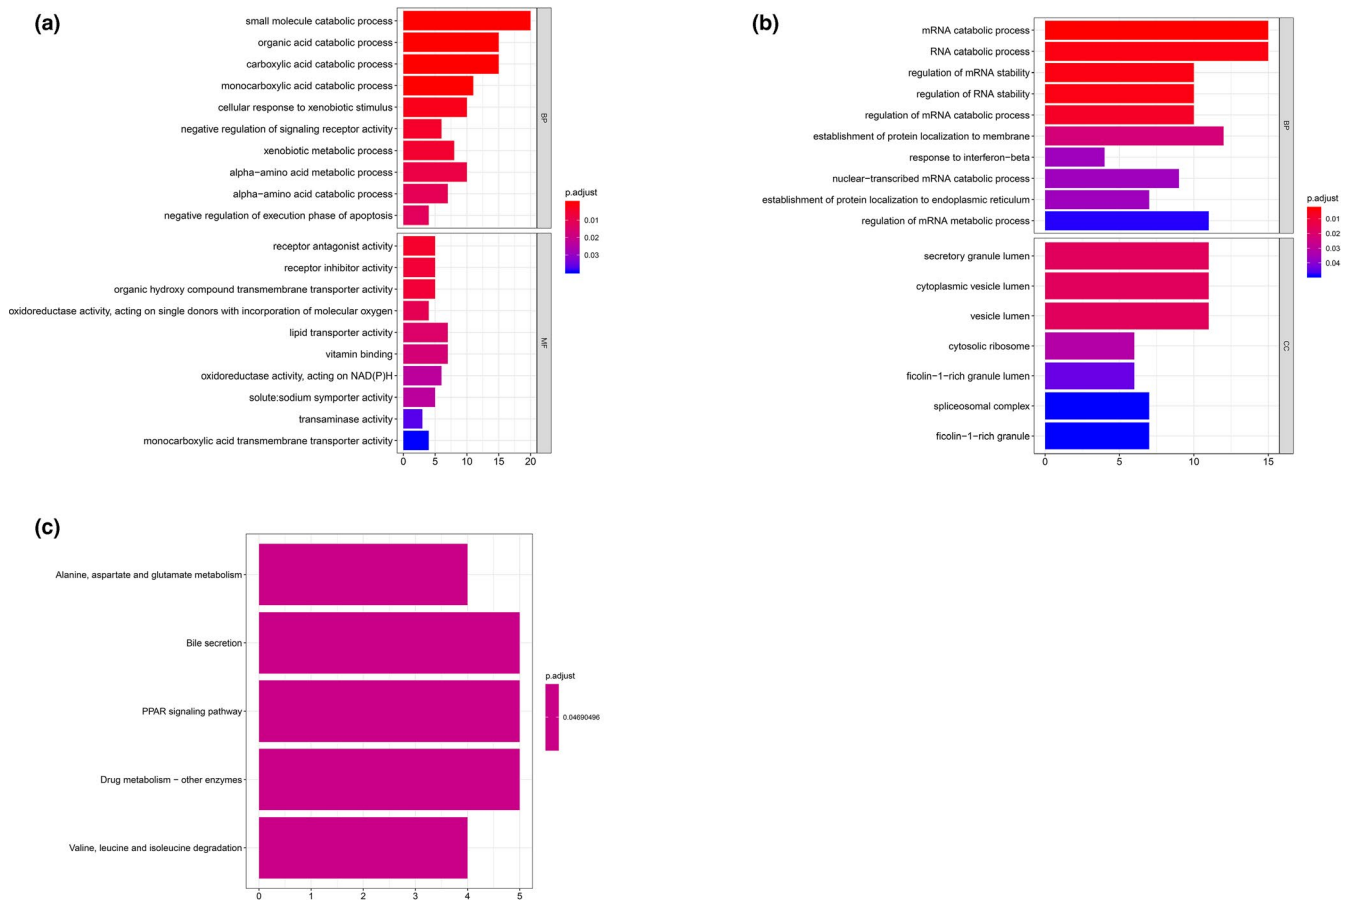 (a)
small molecule catabolic process
organic acid catabolic process
carboxylic acid catabolic process
monocarboxylic acid catabolic process
cellular response to xenobiotic stimulus
negative regulation of signaling receptor activity
xenobiotic metabolic process
alpha−amino acid metabolic process
alpha−amino acid catabolic process
negative regulation of execution phase of apoptosis
BP
receptor antagonist activity
receptor inhibitor activity
organic hydroxy compound transmembrane transporter activity
oxidoreductase activity, acting on single donors with incorporation of molecular oxygen
lipid transporter activity
vitamin binding
oxidoreductase activity, acting on NAD(P)H
solute:sodium symporter activity
transaminase activity
monocarboxylic acid transmembrane transporter activity
MF
0 5 10 15 20
p.adjust
0.01
0.02
0.03
(b)
mRNA catabolic process
RNA catabolic process
regulation of mRNA stability
regulation of RNA stability
regulation of mRNA catabolic process
establishment of protein localization to membrane
response to interferon−beta
nuclear−transcribed mRNA catabolic process
establishment of protein localization to endoplasmic reticulum
regulation of mRNA metabolic process
BP
secretory granule lumen
cytoplasmic vesicle lumen
vesicle lumen
cytosolic ribosome
ficolin−1−rich granule lumen
spliceosomal complex
ficolin−1−rich granule
CC
0 5 10 15
p.adjust
0.01
0.02
0.03
0.04
(c)
Alanine, aspartate and glutamate metabolism
Bile secretion
PPAR signaling pathway
Drug metabolism − other enzymes
Valine, leucine and isoleucine degradation
0 1 2 3 4 5
p.adjust
0.04690496